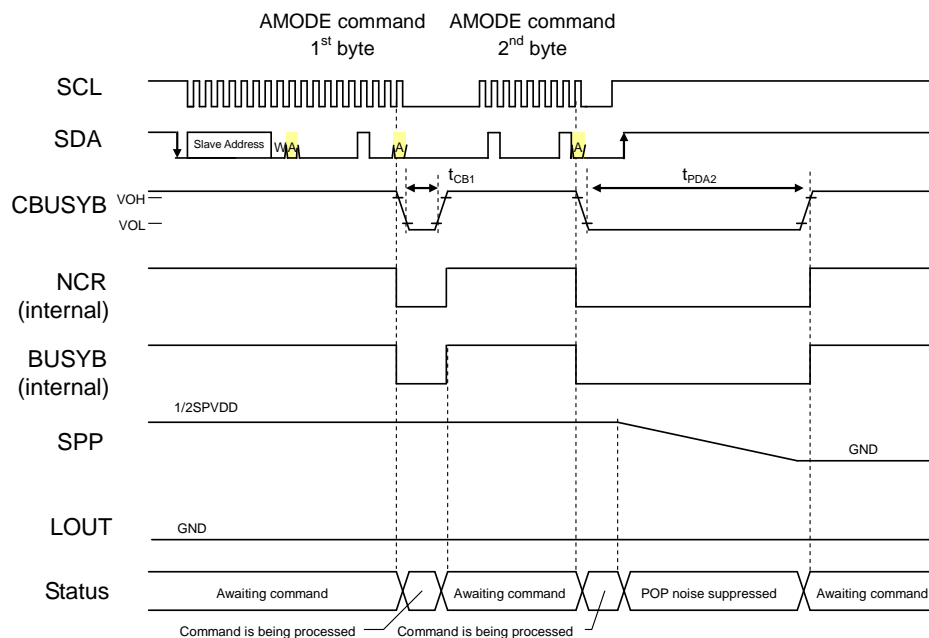 AMODE command
1st byte
AMODE command
2nd byte
SCL
SDA
Slave Address
W
A
A
A
CBUSYB
VOH
VOL
tCB1
tPDA2
NCR
(internal)
BUSYB
(internal)
1/2SPVDD
SPP
GND
LOUT
GND
Status
Awaiting command
Awaiting command
POP noise suppressed
Awaiting command
Command is being processed
Command is being processed